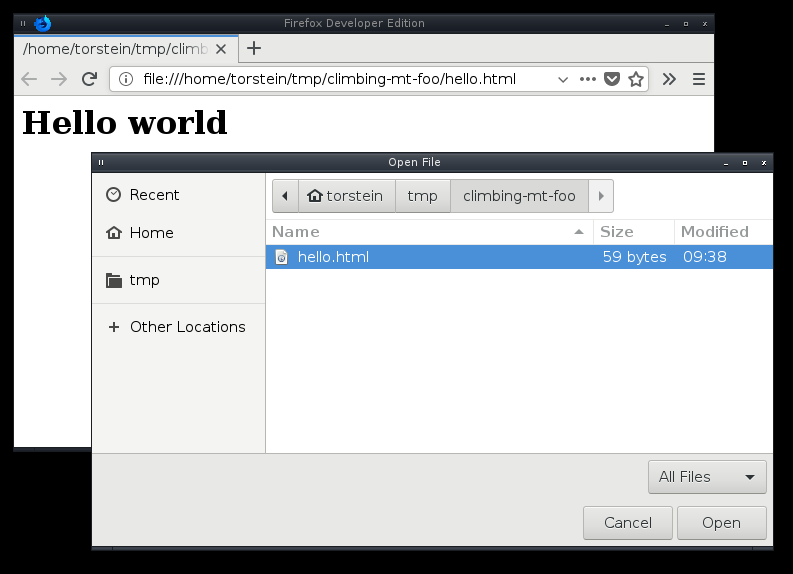 Firefox Developer Edition
/home/torstein/tmp/climb
file:///home/torstein/tmp/climbing-mt-foo/hello.html
Hello world
Open File
Recent
Home
tmp
Other Locations
torstein tmp climbing-mt-foo
Name Size Modified
hello.html 59 bytes 09:38
All Files
Cancel Open